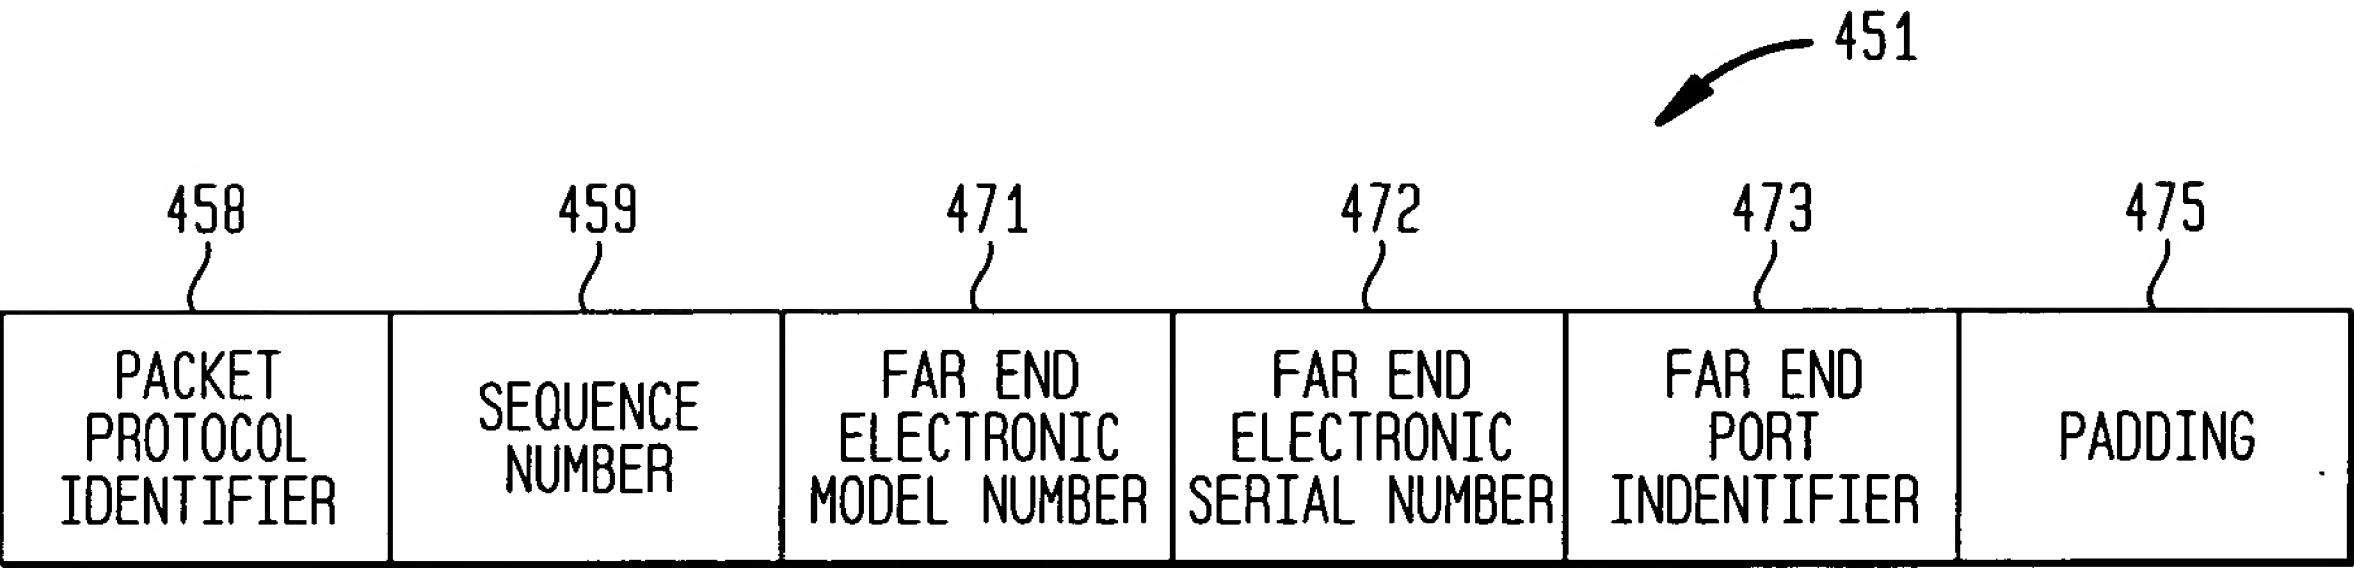 451
458
459
471
472
473
475
PACKET
PROTOCOL
IDENTIFIER
SEQUENCE
NUMBER
FAR END
ELECTRONIC
MODEL NUMBER
FAR END
ELECTRONIC
SERIAL NUMBER
FAR END
PORT
INDENTIFIER
PADDING